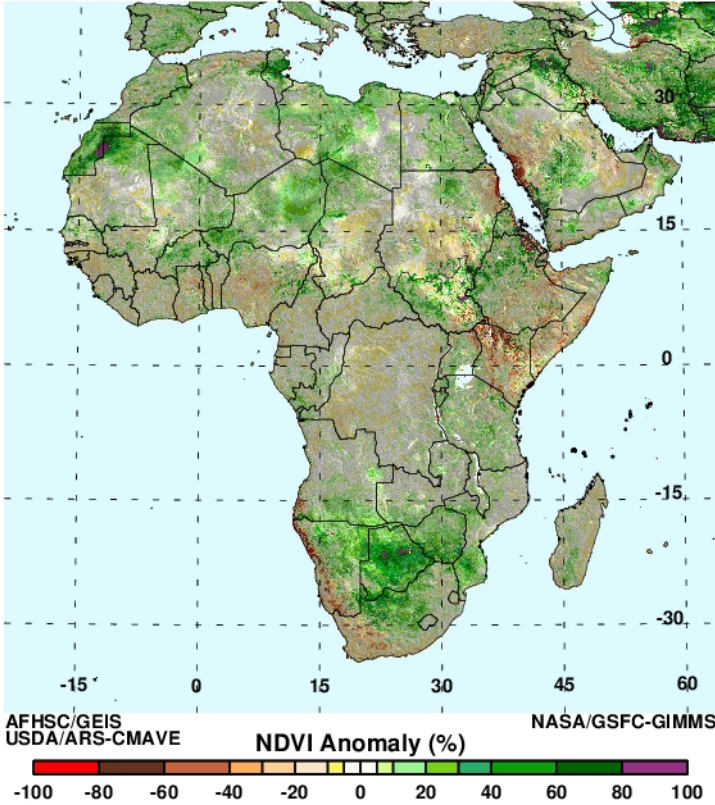 30
15
0
-15
-30
-15 0 15 30 45 60
AFHSC/GEIS
USDA/ARS-CMAVE
NASA/GSFC-GIMMS
NDVI Anomaly (%)
-100 -80 -60 -40 -20 0 20 40 60 80 100